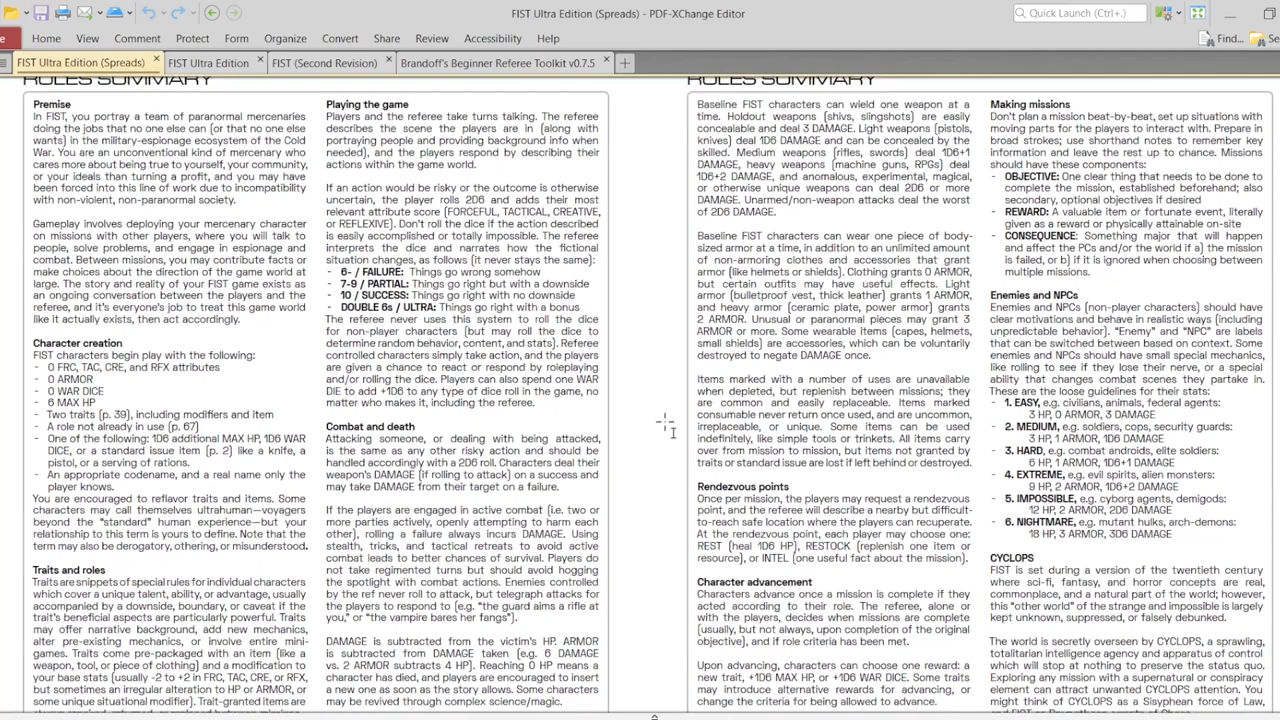 FIST Ultra Edition (Spreads) - PDF-XChange Editor
Quick Launch (Ctrl+.)
Home View Comment Protect Form Organize Convert Share Review Accessibility Help
Find...
FIST Ultra Edition (Spreads) FIST Ultra Edition FIST (Second Revision) Brandoff's Beginner Referee Toolkit v0.7.5
RULES SUMMARY
Premise
In FIST, you portray a team of paranormal mercenaries
doing the jobs that no one else can (or that no one else
wants) in the military-espionage ecosystem of the Cold
War. You are an unconventional kind of mercenary who
cares more about being true to yourself, your community,
or your ideals than turning a profit, and you may have
been forced into this line of work due to incompatibility
with non-violent, non-paranormal society.
Gameplay involves deploying your mercenary character
on missions with other players, where you will talk to
people, solve problems, and engage in espionage and
combat. Between missions, you may contribute facts or
make choices about the direction of the game world at
large. The story and reality of your FIST game exists as
an ongoing conversation between the players and the
referee, and it's everyone's job to treat this game world
like it actually exists, then act accordingly.
Character creation
FIST characters begin play with the following:
- 0 FRC, TAC, CRE, and RFX attributes
- 0 ARMOR
- 0 WAR DICE
- 6 MAX HP
- Two traits (p. 39), including modifiers and item
- A role not already in use (p. 67)
- One of the following: 1D6 additional MAX HP, 1D6 WAR
DICE, or a standard issue item (p. 2) like a knife, a
pistol, or a serving of rations.
- An appropriate codename, and a real name only the
player knows.
You are encouraged to reflavor traits and items. Some
characters may call themselves ultrahuman—voyagers
beyond the “standard” human experience—but your
relationship to this term is yours to define. Note that the
term may also be derogatory, othering, or misunderstood.
Traits and roles
Traits are snippets of special rules for individual characters
which cover a unique talent, ability, or advantage, usually
accompanied by a downside, boundary, or caveat if the
trait's beneficial aspects are particularly powerful. Traits
may offer narrative background, add new mechanics,
alter pre-existing mechanics, or involve entire mini-
games. Traits come pre-packaged with an item (like a
weapon, tool, or piece of clothing) and a modification to
your base stats (usually -2 to +2 in FRC, TAC, CRE, or RFX,
but sometimes an irregular alteration to HP or ARMOR, or
some unique situational modifier). Trait-granted items are
Playing the game
Players and the referee take turns talking. The referee
describes the scene the players are in (along with
portraying people and providing background info when
needed), and the players respond by describing their
actions within the game world.
If an action would be risky or the outcome is otherwise
uncertain, the player rolls 2D6 and adds their most
relevant attribute score (FORCEFUL, TACTICAL, CREATIVE,
or REFLEXIVE). Don't roll the dice if the action described
is easily accomplished or totally impossible. The referee
interprets the dice and narrates how the fictional
situation changes, as follows (it never stays the same):
- 6- / FAILURE: Things go wrong somehow
- 7-9 / PARTIAL: Things go right but with a downside
- 10 / SUCCESS: Things go right with no downside
- DOUBLE 6s / ULTRA: Things go right with a bonus
The referee never uses this system to roll the dice
for non-player characters (but may roll the dice to
determine random behavior, content, and stats). Referee
controlled characters simply take action, and the players
are given a chance to react or respond by roleplaying
and/or rolling the dice. Players can also spend one WAR
DIE to add +1D6 to any type of dice roll in the game, no
matter who makes it, including the referee.
Combat and death
Attacking someone, or dealing with being attacked,
is the same as any other risky action and should be
handled accordingly with a 2D6 roll. Characters deal their
weapon's DAMAGE (if rolling to attack) on a success and
may take DAMAGE from their target on a failure.
If the players are engaged in active combat (i.e. two or
more parties actively, openly attempting to harm each
other), rolling a failure always incurs DAMAGE. Using
stealth, tricks, and tactical retreats to avoid active
combat leads to better chances of survival. Players do
not take regimented turns but should avoid hogging
the spotlight with combat actions. Enemies controlled
by the ref never roll to attack, but telegraph attacks for
the players to respond to (e.g. “the guard aims a rifle at
you,” or “the vampire bares her fangs”).
DAMAGE is subtracted from the victim's HP. ARMOR
is subtracted from DAMAGE taken (e.g. 6 DAMAGE
vs. 2 ARMOR subtracts 4 HP). Reaching 0 HP means a
character has died, and players are encouraged to insert
a new one as soon as the story allows. Some characters
may be revived through complex science/magic.
RULES SUMMARY
Baseline FIST characters can wield one weapon at a
time. Holdout weapons (shivs, slingshots) are easily
concealable and deal 3 DAMAGE. Light weapons (pistols,
knives) deal 1D6 DAMAGE and can be concealed by the
skilled. Medium weapons (rifles, swords) deal 1D6+1
DAMAGE, heavy weapons (machine guns, RPGs) deal
1D6+2 DAMAGE, and anomalous, experimental, magical,
or otherwise unique weapons can deal 2D6 or more
DAMAGE. Unarmed/non-weapon attacks deal the worst
of 2D6 DAMAGE.
Baseline FIST characters can wear one piece of body-
sized armor at a time, in addition to an unlimited amount
of non-armoring clothes and accessories that grant
armor (like helmets or shields). Clothing grants 0 ARMOR,
but certain outfits may have useful effects. Light
armor (bulletproof vest, thick leather) grants 1 ARMOR,
and heavy armor (ceramic plate, power armor) grants
2 ARMOR. Unusual or paranormal pieces may grant 3
ARMOR or more. Some wearable items (capes, helmets,
small shields) are accessories, which can be voluntarily
destroyed to negate DAMAGE once.
Items marked with a number of uses are unavailable
when depleted, but replenish between missions; they
are common and easily replaceable. Items marked
consumable never return once used, and are uncommon,
irreplaceable, or unique. Some items can be used
indefinitely, like simple tools or trinkets. All items carry
over from mission to mission, but items not granted by
traits or standard issue are lost if left behind or destroyed.
Rendezvous points
Once per mission, the players may request a rendezvous
point, and the referee will describe a nearby but difficult-
to-reach safe location where the players can recuperate.
At the rendezvous point, each player may choose one:
REST (heal 1D6 HP), RESTOCK (replenish one item or
resource), or INTEL (one useful fact about the mission).
Character advancement
Characters advance once a mission is complete if they
acted according to their role. The referee, alone or
with the players, decides when missions are complete
(usually, but not always, upon completion of the original
objective), and if role criteria has been met.
Upon advancing, characters can choose one reward: a
new trait, +1D6 MAX HP, or +1D6 WAR DICE. Some traits
may introduce alternative rewards for advancing, or
change the criteria for being allowed to advance.
Making missions
Don't plan a mission beat-by-beat, set up situations with
moving parts for the players to interact with. Prepare in
broad strokes; use shorthand notes to remember key
information and leave the rest up to chance. Missions
should have these components:
- OBJECTIVE: One clear thing that needs to be done to
complete the mission, established beforehand; also
secondary, optional objectives if desired
- REWARD: A valuable item or fortunate event, literally
given as a reward or physically attainable on-site
- CONSEQUENCE: Something major that will happen
and affect the PCs and/or the world if a) the mission
is failed, or b) if it is ignored when choosing between
multiple missions.
Enemies and NPCs
Enemies and NPCs (non-player characters) should have
clear motivations and behave in realistic ways (including
unpredictable behavior). “Enemy” and “NPC” are labels
that can be switched between based on context. Some
enemies and NPCs should have small special mechanics,
like rolling to see if they lose their nerve, or a special
ability that changes combat scenes they partake in.
These are the loose guidelines for their stats:
- 1. EASY, e.g. civilians, animals, federal agents:
3 HP, 0 ARMOR, 3 DAMAGE
- 2. MEDIUM, e.g. soldiers, cops, security guards:
3 HP, 1 ARMOR, 1D6 DAMAGE
- 3. HARD, e.g. combat androids, elite soldiers:
6 HP, 1 ARMOR, 1D6+1 DAMAGE
- 4. EXTREME, e.g. evil spirits, alien monsters:
9 HP, 2 ARMOR, 1D6+2 DAMAGE
- 5. IMPOSSIBLE, e.g. cyborg agents, demigods:
12 HP, 2 ARMOR, 2D6 DAMAGE
- 6. NIGHTMARE, e.g. mutant hulks, arch-demons:
18 HP, 3 ARMOR, 3D6 DAMAGE
CYCLOPS
FIST is set during a version of the twentieth century
where sci-fi, fantasy, and horror concepts are real,
commonplace, and a natural part of the world; however,
this “other world” of the strange and impossible is largely
kept unknown, suppressed, or falsely debunked.
The world is secretly overseen by CYCLOPS, a sprawling,
totalitarian intelligence agency and apparatus of control
which will stop at nothing to preserve the status quo.
Exploring any mission with a supernatural or conspiracy
element can attract unwanted CYCLOPS attention. You
might think of CYCLOPS as a Sisyphean force of Law,